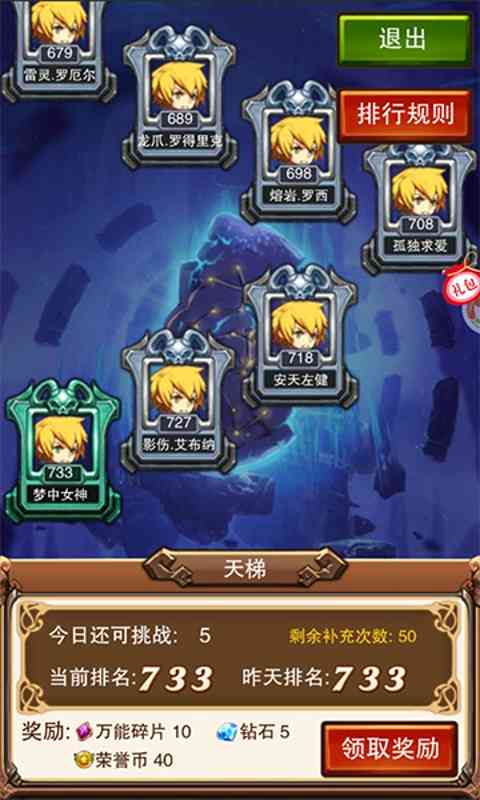 679
雷灵.罗厄尔
退出
689
龙爪.罗得里克
排行规则
698
熔岩.罗西
708
孤独求爱
礼包
718
安天左健
727
影伤.艾布纳
733
梦中女神
天梯
今日还可挑战: 5
剩余补充次数: 50
当前排名:733
昨天排名:733
奖励: 万能碎片 10 钻石 5
荣誉币 40
领取奖励